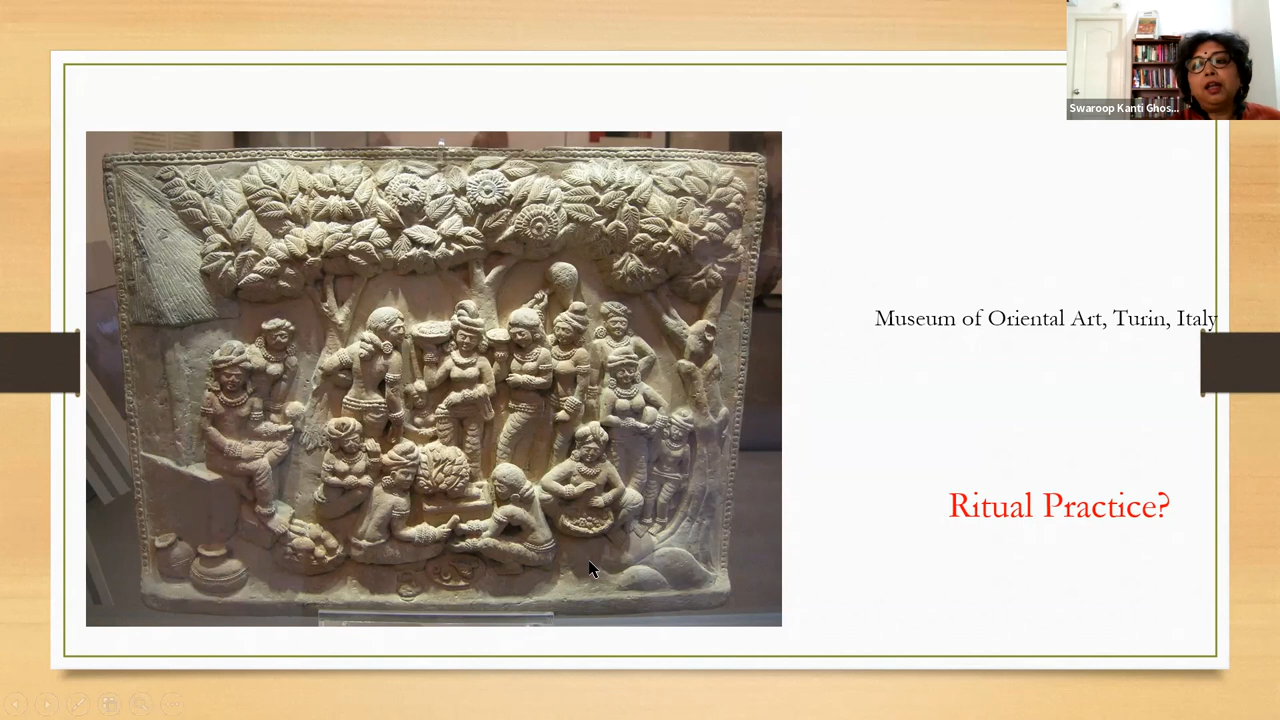 Swaroop Kanti Ghos...
Museum of Oriental Art, Turin, Italy
Ritual Practice?